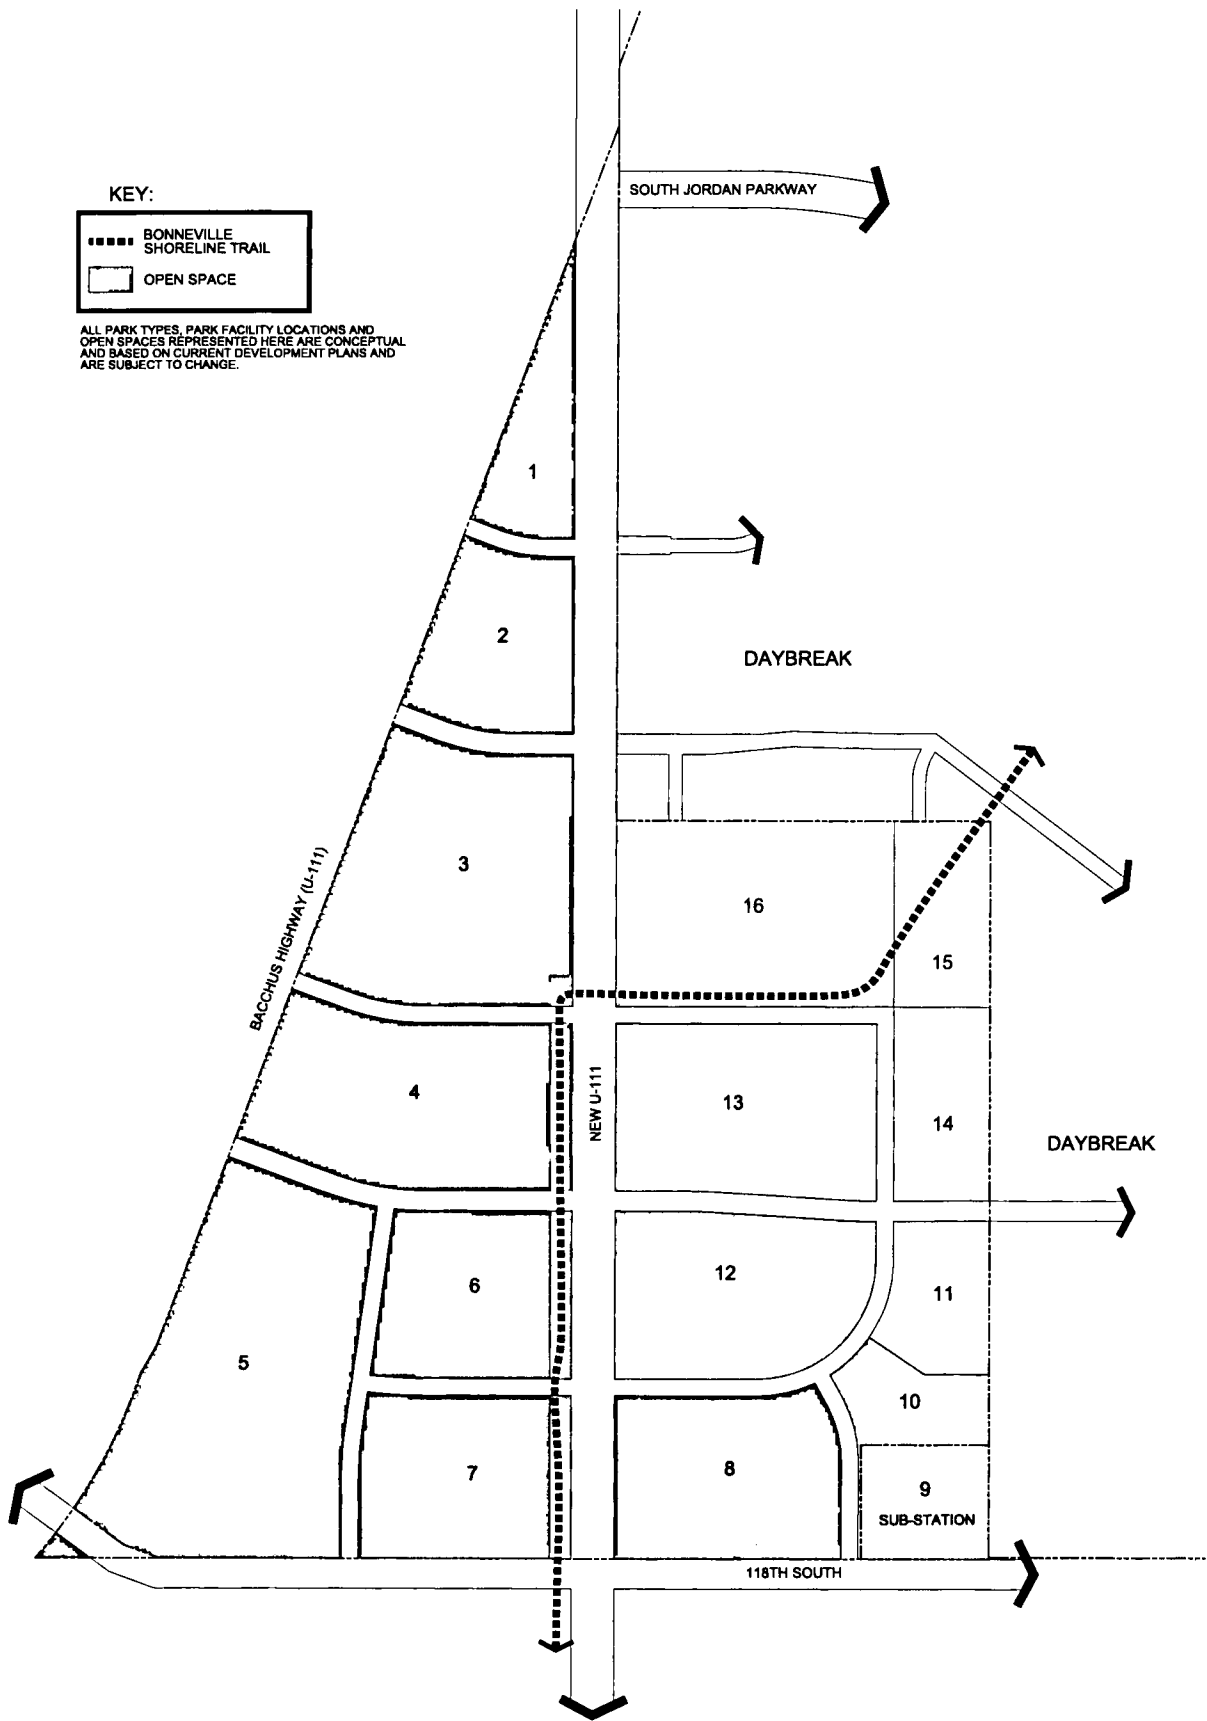 SOUTH JORDAN PARKWAY
KEY:
BONNEVILLE
SHORELINE TRAIL
OPEN SPACE
ALL PARK TYPES, PARK FACILITY LOCATIONS AND
OPEN SPACES REPRESENTED HERE ARE CONCEPTUAL
AND BASED ON CURRENT DEVELOPMENT PLANS AND
ARE SUBJECT TO CHANGE.
1
2
DAYBREAK
3
BACCHUS HIGHWAY (U-111)
16
15
4
NEW U-111
13
14
DAYBREAK
6
12
11
5
10
7
8
9
SUB-STATION
118TH SOUTH